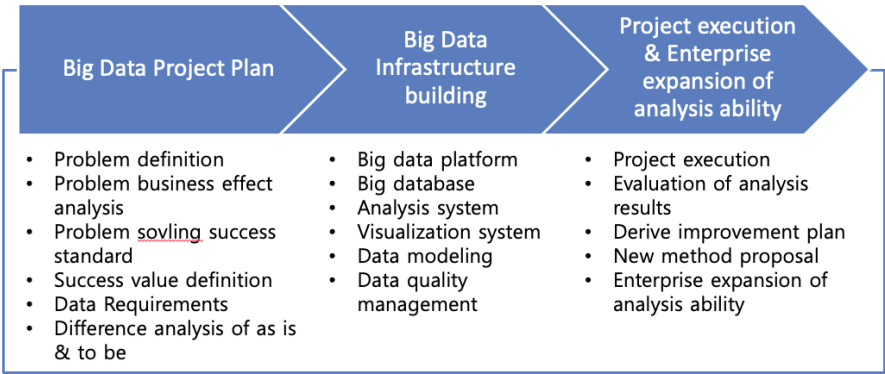 Big Data Project Plan
Big Data
Infrastructure
building
Project execution
& Enterprise
expansion of
analysis ability
• Problem definition
• Problem business effect
analysis
• Problem sovling success
standard
• Success value definition
• Data Requirements
• Difference analysis of as is
& to be
• Big data platform
• Big database
• Analysis system
• Visualization system
• Data modeling
• Data quality
management
• Project execution
• Evaluation of analysis
results
• Derive improvement plan
• New method proposal
• Enterprise expansion of
analysis ability